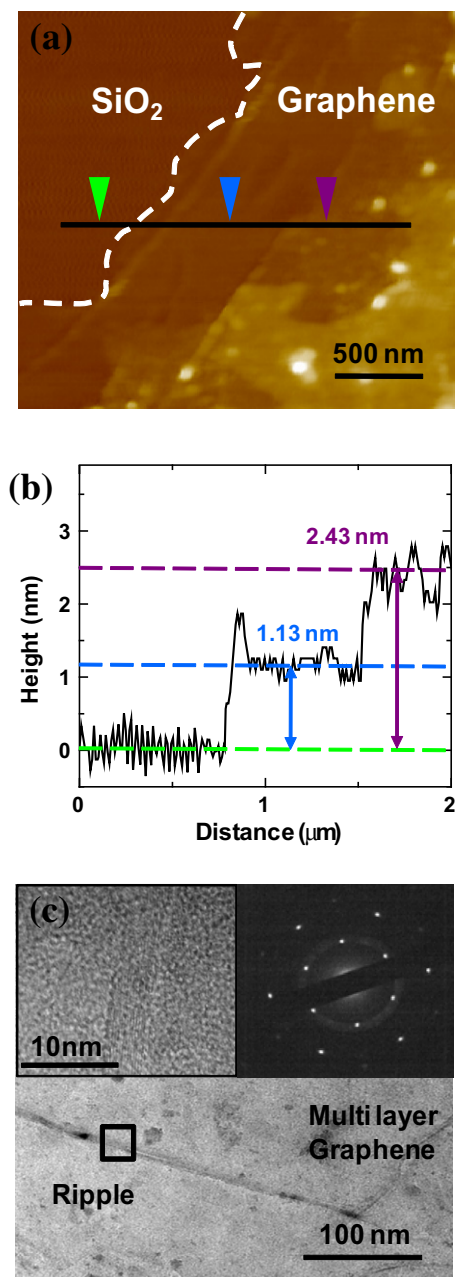 (a)
SiO₂ Graphene
500 nm
(b)
3
2.43 nm
2
1.13 nm
1
0
Height (nm)
0 1 2
Distance (μm)
(c)
10nm
Multi layer
Graphene
Ripple
100 nm